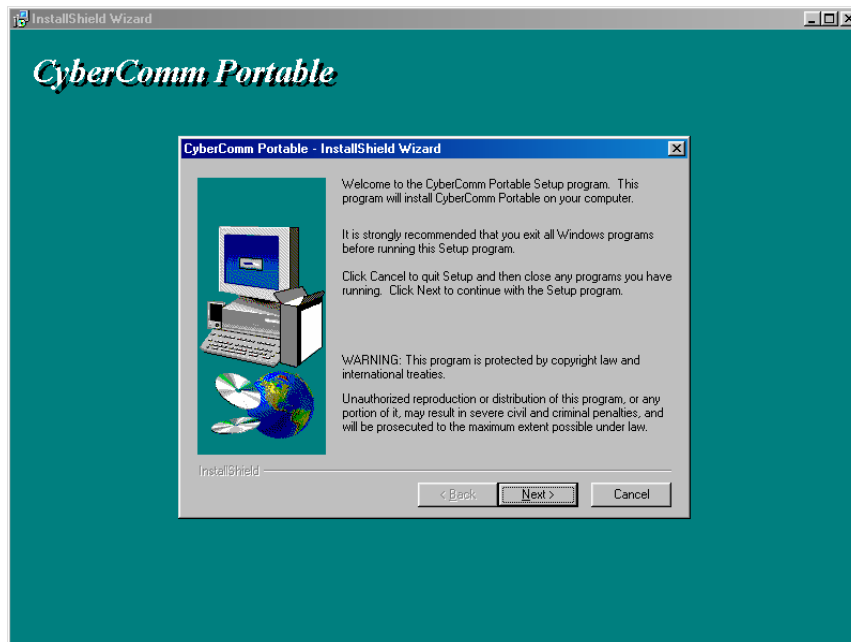 InstallShield Wizard
CyberComm Portable
CyberComm Portable - InstallShield Wizard
Welcome to the CyberComm Portable Setup program. This
program will install CyberComm Portable on your computer.
It is strongly recommended that you exit all Windows programs
before running this Setup program.
Click Cancel to quit Setup and then close any programs you have
running. Click Next to continue with the Setup program.
WARNING: This program is protected by copyright law and
international treaties.
Unauthorized reproduction or distribution of this program, or any
portion of it, may result in severe civil and criminal penalties, and
will be prosecuted to the maximum extent possible under law.
InstallShield
< Back Next > Cancel